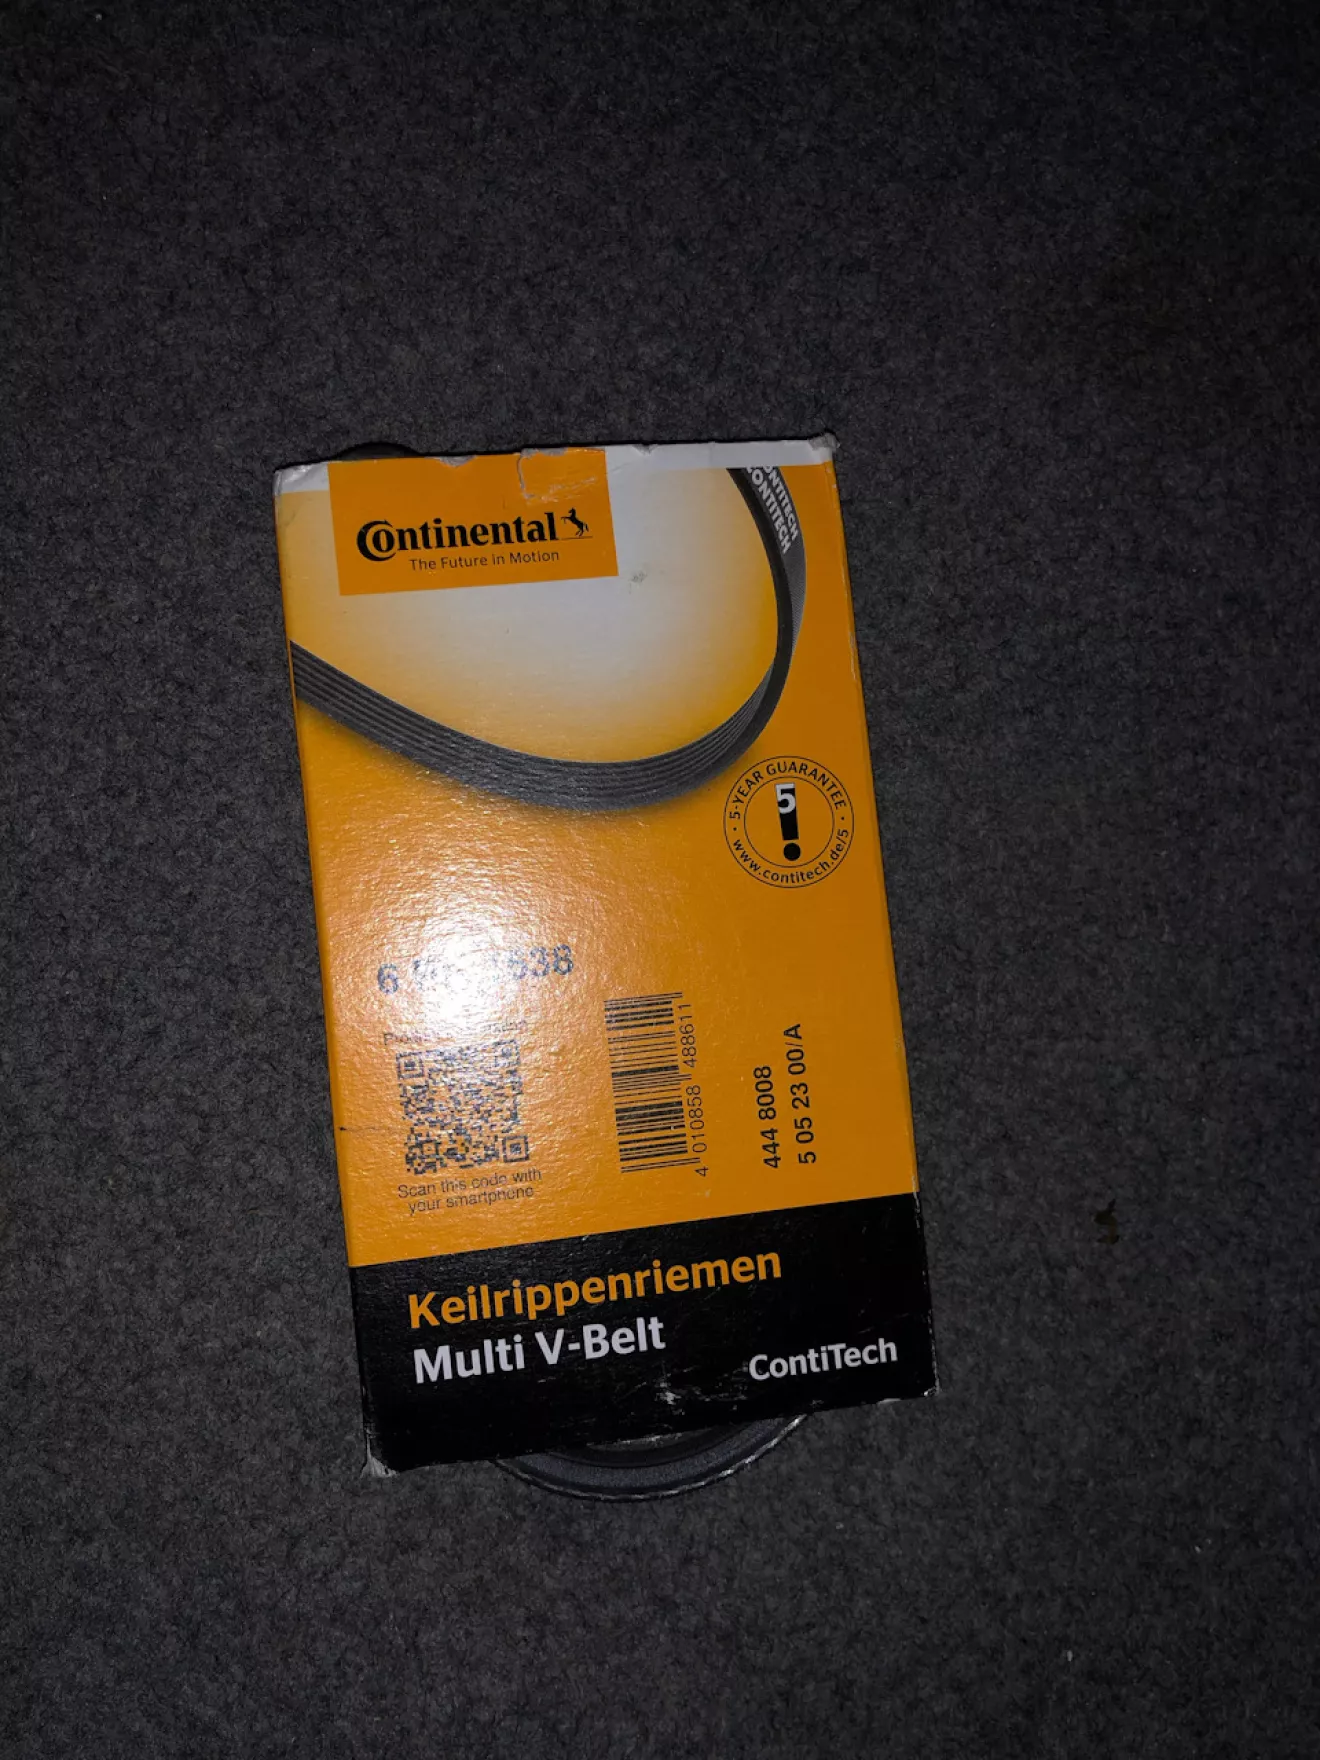 Continental
The Future in Motion
CONTITECH
CONTITECH
5-YEAR GUARANTEE
5
www.contitech.de/5
6
Scan this code with
your smartphone
4 010858 488611
444 8008
5 05 23 00/A
Keilrippenriemen
Multi V-Belt
ContiTech